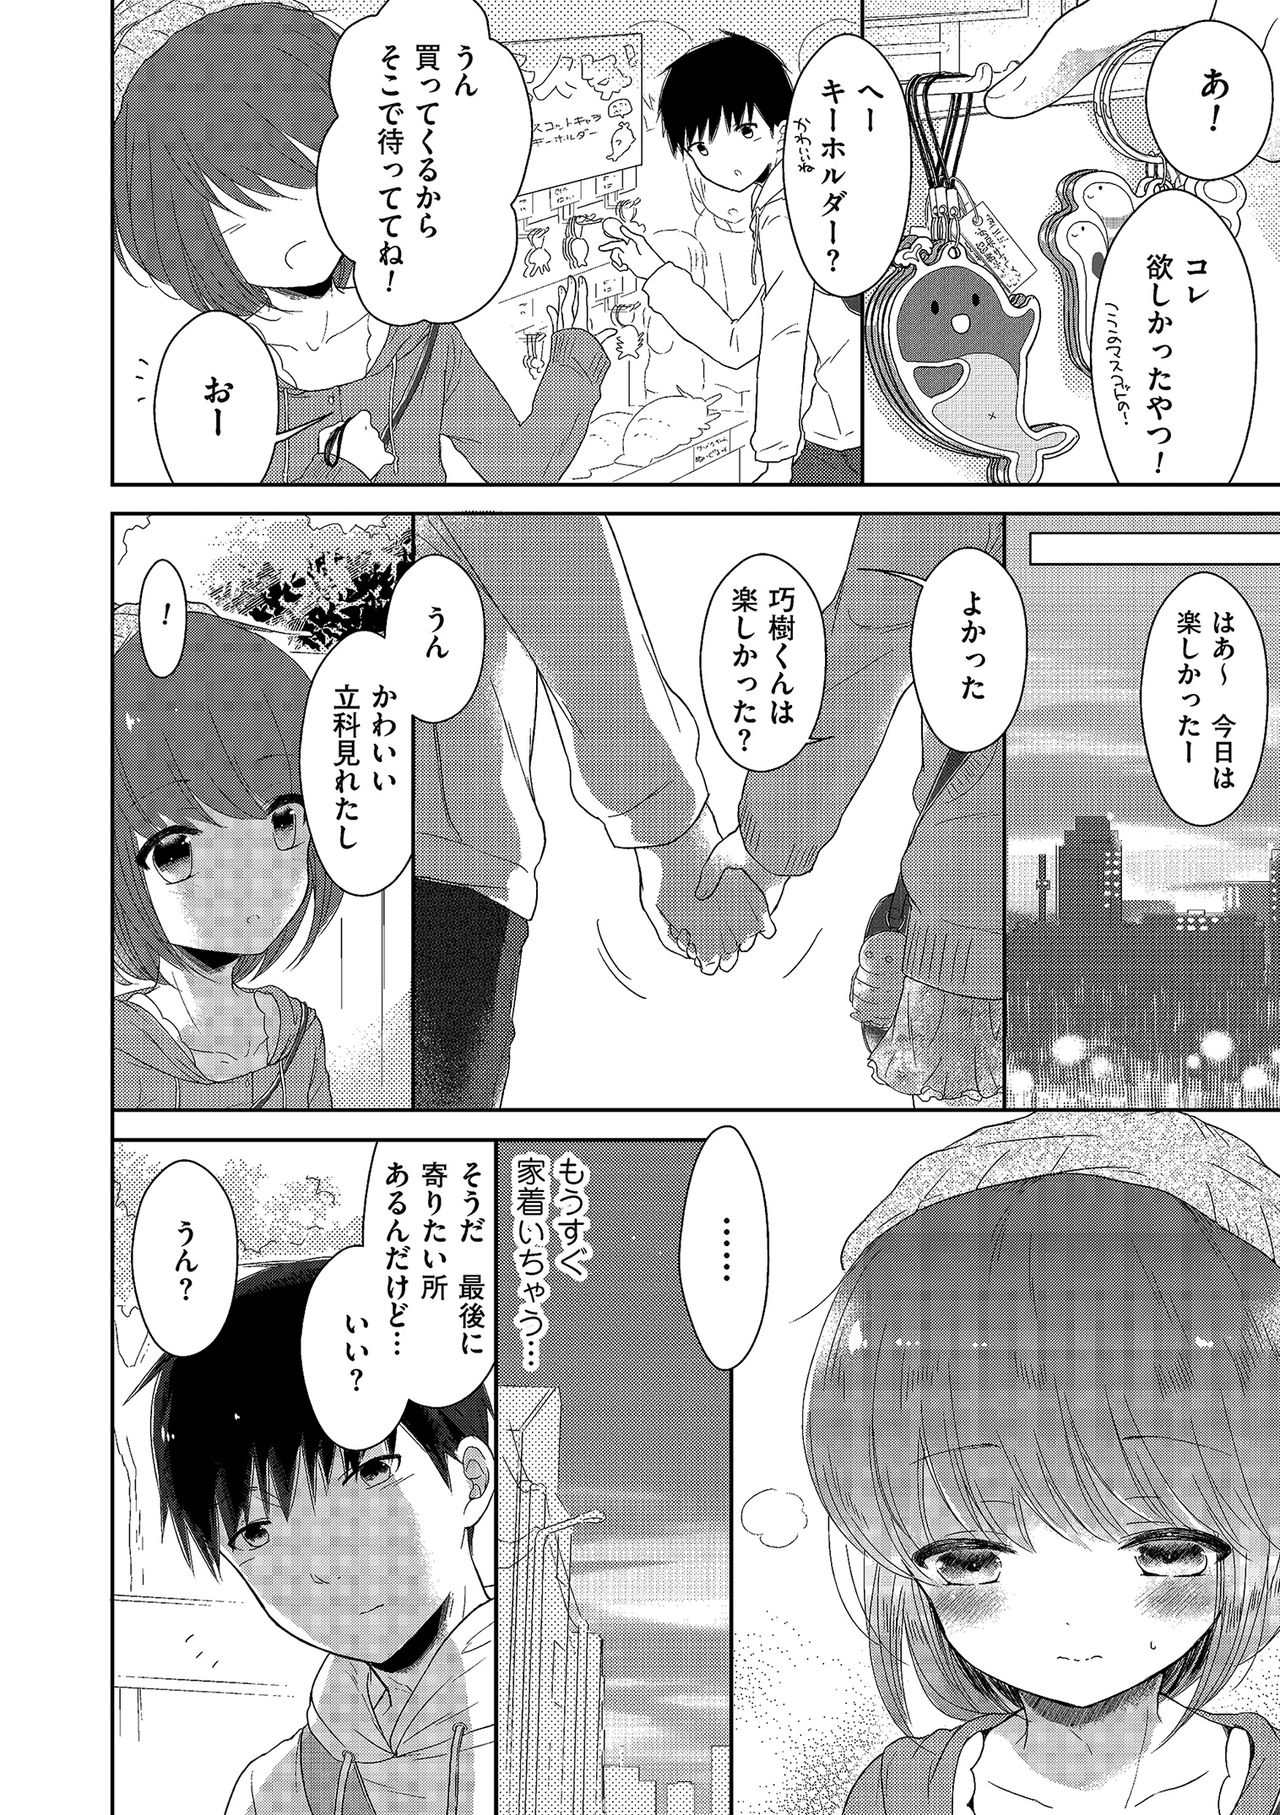 あ！
コレ
欲しかったやつ！
ここのマスコットの〜
へー
キーホルダー？
かわいいね
スコットキャラ
キーホルダー
うん
買ってくるから
そこで待っててね！
おー
はあ〜 今日は
楽しかったー
よかった
巧樹くんは
楽しかった？
うん
かわいい
立科見れたし
！
……
もうすぐ
家着いちゃう…
そうだ 最後に
寄りたい所
あるんだけど…
いい？
うん？